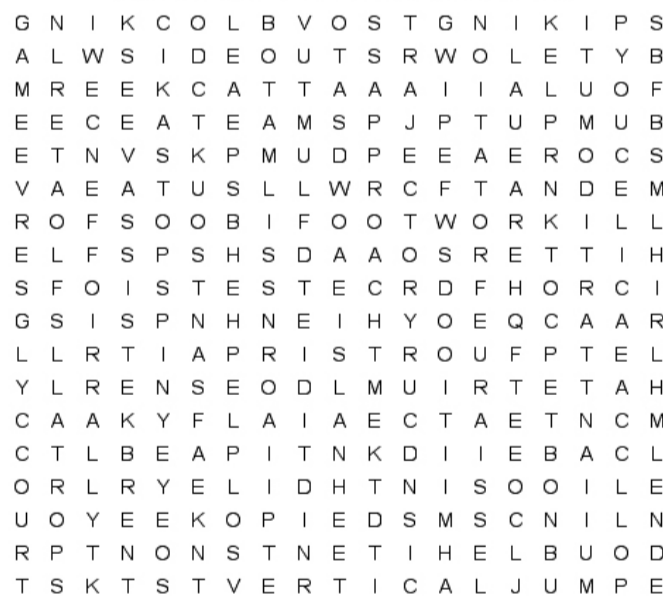 G N I K C O L B V O S T G N I K I P S
A L W S I D E O U T S R W O L E T Y B
M R E E K C A T T A A A I I A L U O F
E E C E A T E A M S P J P T U P M U B
E T N V S K P M U D P E E A E R O C S
V A E A T U S L L W R C F T A N D E M
R O F S O O B I F O O T W O R K I L L
E L F S P S H S D A A O S R E T T I H
S F O I S T E S T E C R D F H O R C I
G S I S P N H N E I H Y O E Q C A A R
L L R T I A P R I S T R O U F P T E L
Y L R E N S E O D L M U I R T E T A H
C A A K Y F L A I A E C T A E T N C M
C T L B E A P I T N K D I I E B A C L
O R L R Y E L I D H T N I S O O I L E
U O Y E E K O P I E D S M S C N I L N
R P T N O N S T N E T I H E L B U O D
T S K T S T V E R T I C A L J U M P E